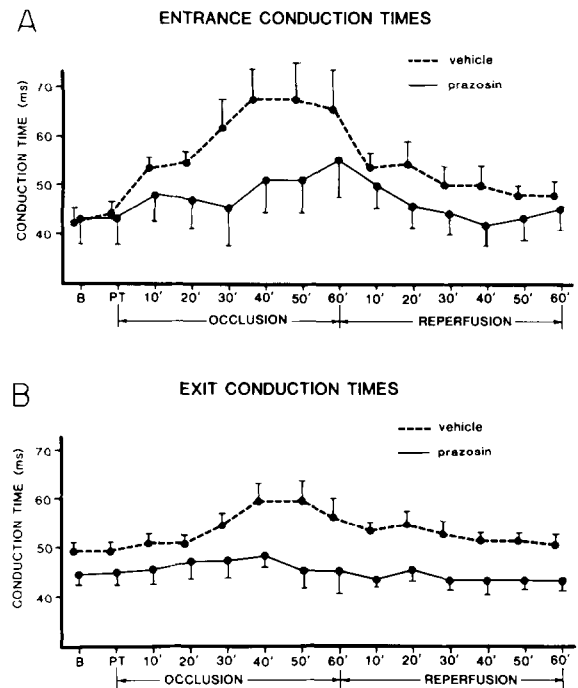 A
ENTRANCE CONDUCTION TIMES
vehicle
prazosin
CONDUCTION TIME (ms)
70
60
50
40
B PT 10' 20' 30' 40' 50' 60' 10' 20' 30' 40' 50' 60'
OCCLUSION REPERFUSION
B
EXIT CONDUCTION TIMES
vehicle
prazosin
CONDUCTION TIME (ms)
70
60
50
40
B PT 10' 20' 30' 40' 50' 60' 10' 20' 30' 40' 50' 60'
OCCLUSION REPERFUSION